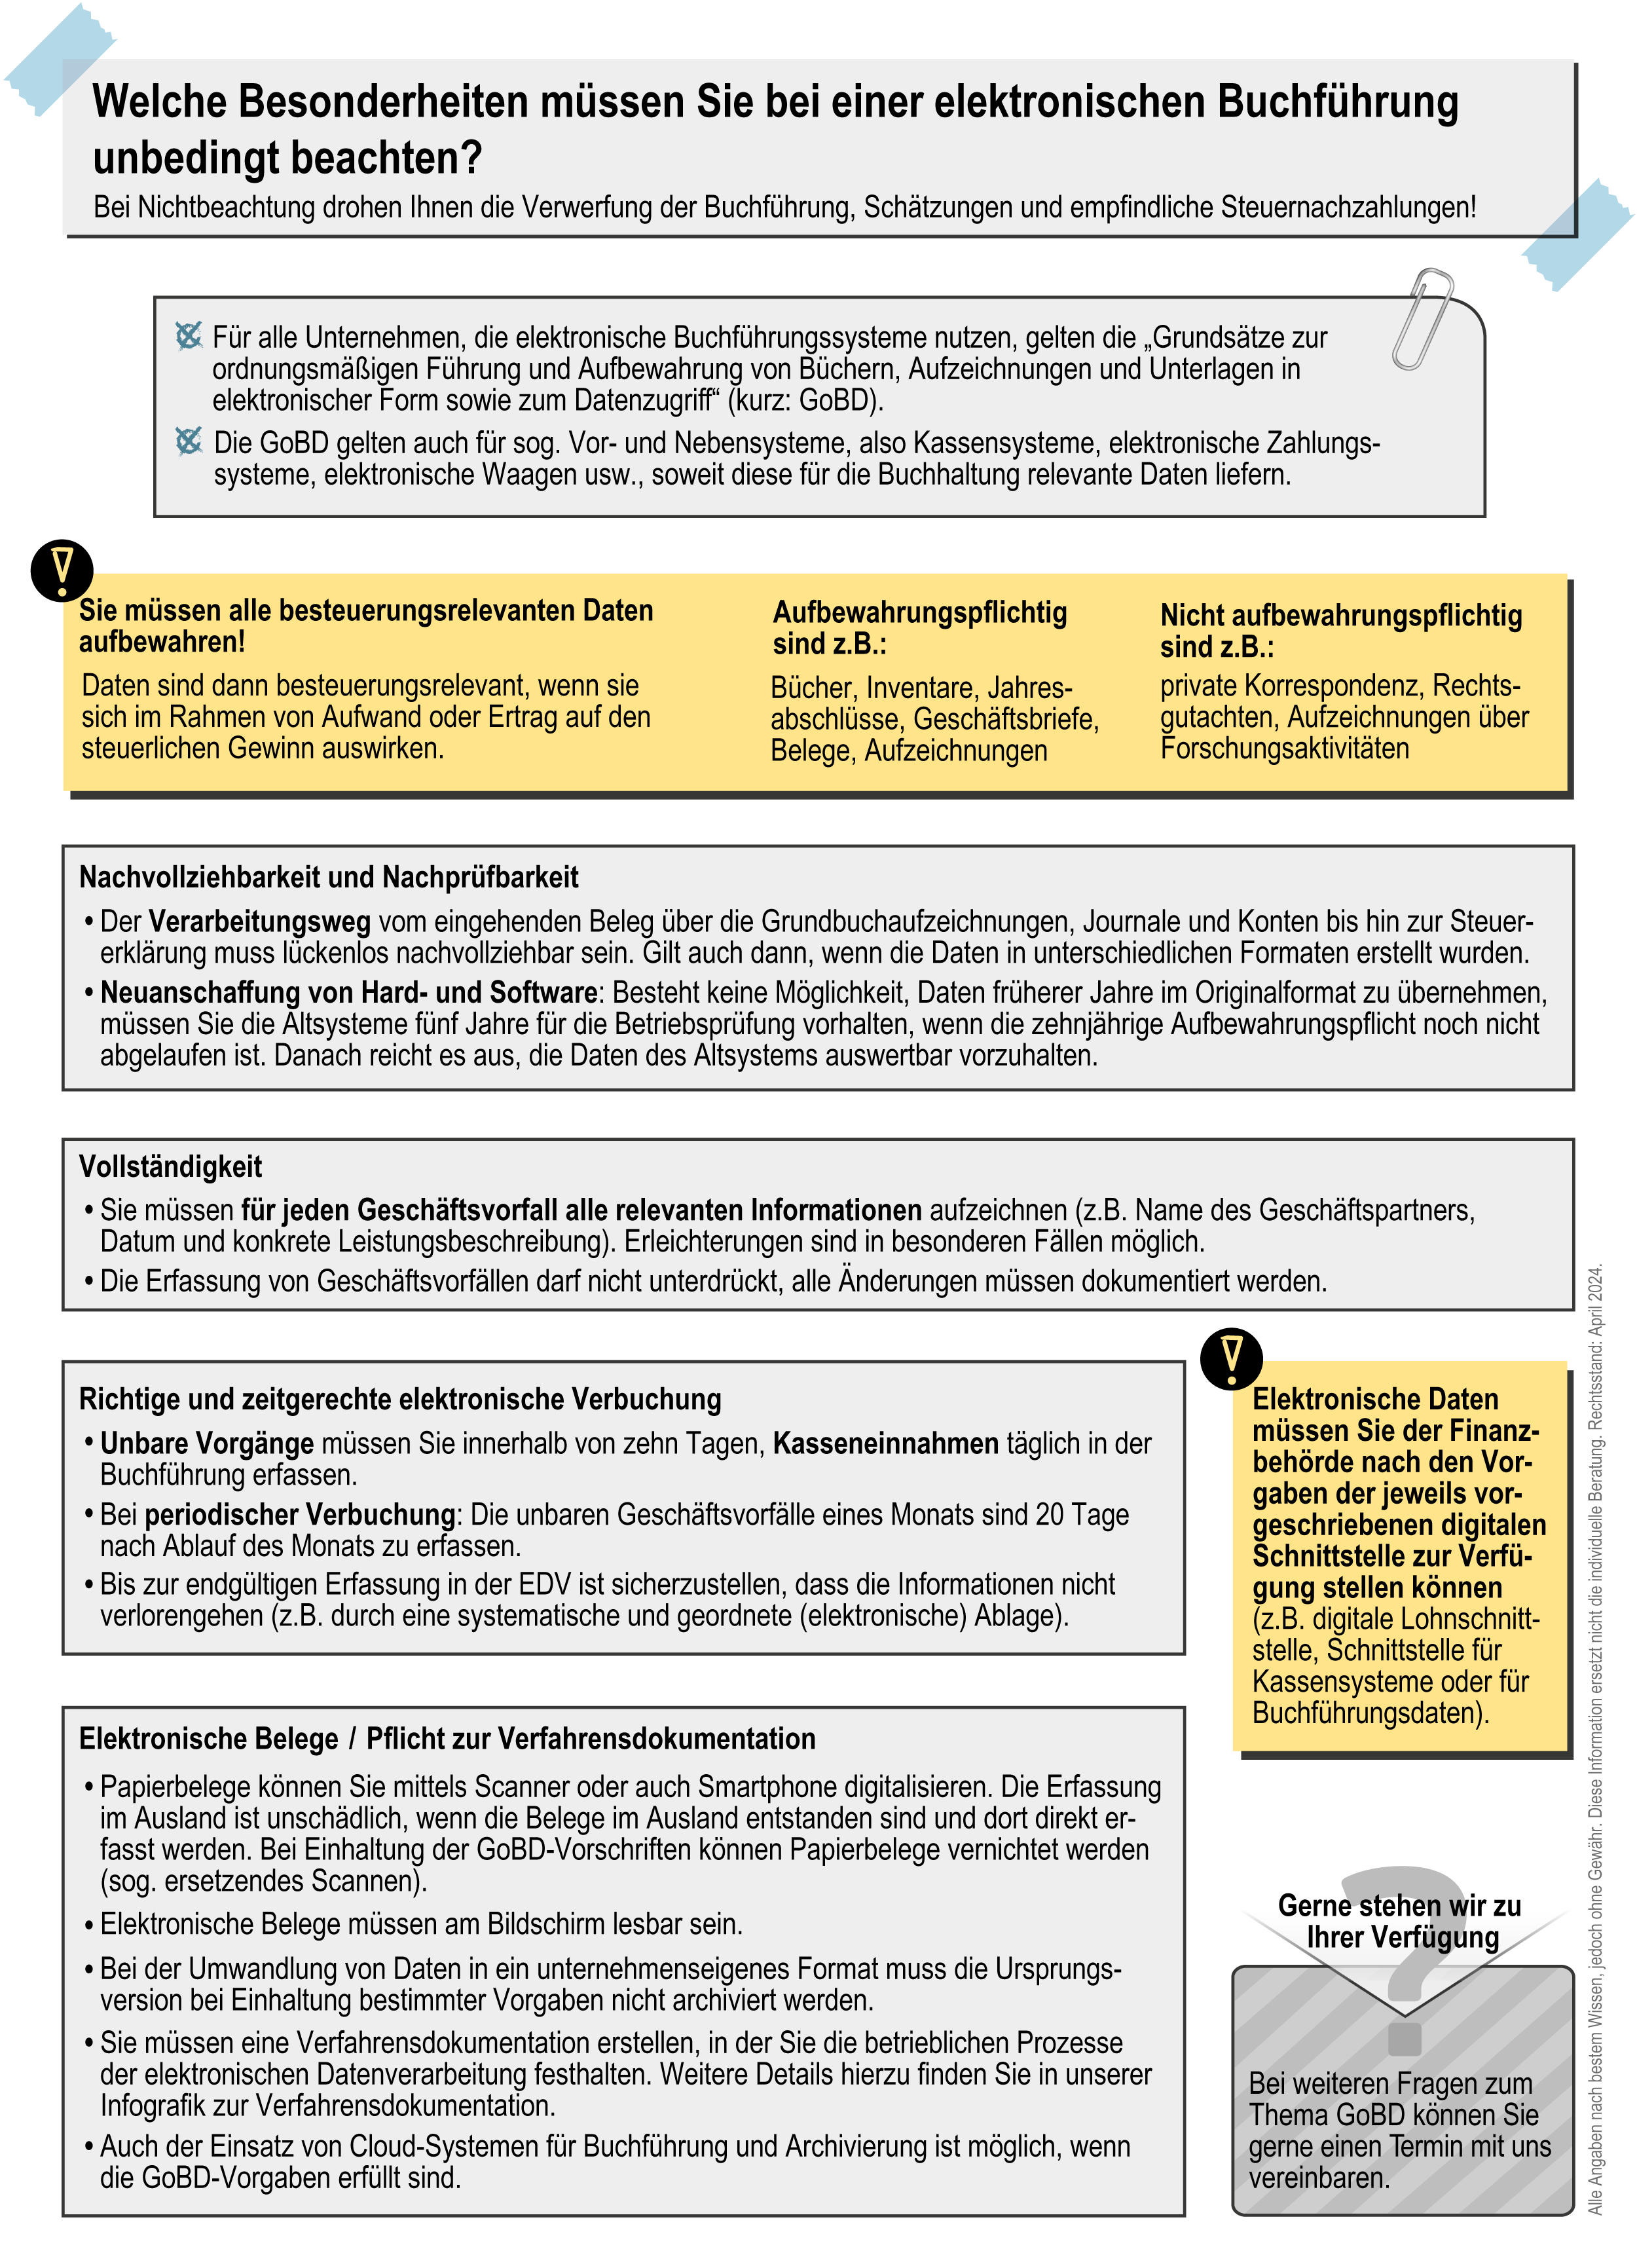 Welche Besonderheiten müssen Sie bei einer elektronischen Buchführung
unbedingt beachten?
Bei Nichtbeachtung drohen Ihnen die Verwerfung der Buchführung, Schätzungen und empfindliche Steuernachzahlungen!
Für alle Unternehmen, die elektronische Buchführungssysteme nutzen, gelten die „Grundsätze zur
ordnungsmäßigen Führung und Aufbewahrung von Büchern, Aufzeichnungen und Unterlagen in
elektronischer Form sowie zum Datenzugriff“ (kurz: GoBD).
Die GoBD gelten auch für sog. Vor- und Nebensysteme, also Kassensysteme, elektronische Zahlungs-
systeme, elektronische Waagen usw., soweit diese für die Buchhaltung relevante Daten liefern.
Sie müssen alle besteuerungsrelevanten Daten
aufbewahren!
Daten sind dann besteuerungsrelevant, wenn sie
sich im Rahmen von Aufwand oder Ertrag auf den
steuerlichen Gewinn auswirken.
Aufbewahrungspflichtig
sind z.B.:
Bücher, Inventare, Jahres-
abschlüsse, Geschäftsbriefe,
Belege, Aufzeichnungen
Nicht aufbewahrungspflichtig
sind z.B.:
private Korrespondenz, Rechts-
gutachten, Aufzeichnungen über
Forschungsaktivitäten
Nachvollziehbarkeit und Nachprüfbarkeit
• Der Verarbeitungsweg vom eingehenden Beleg über die Grundbuchaufzeichnungen, Journale und Konten bis hin zur Steuer-
erklärung muss lückenlos nachvollziehbar sein. Gilt auch dann, wenn die Daten in unterschiedlichen Formaten erstellt wurden.
• Neuanschaffung von Hard- und Software: Besteht keine Möglichkeit, Daten früherer Jahre im Originalformat zu übernehmen,
müssen Sie die Altsysteme fünf Jahre für die Betriebsprüfung vorhalten, wenn die zehnjährige Aufbewahrungspflicht noch nicht
abgelaufen ist. Danach reicht es aus, die Daten des Altsystems auswertbar vorzuhalten.
Vollständigkeit
• Sie müssen für jeden Geschäftsvorfall alle relevanten Informationen aufzeichnen (z.B. Name des Geschäftspartners,
Datum und konkrete Leistungsbeschreibung). Erleichterungen sind in besonderen Fällen möglich.
• Die Erfassung von Geschäftsvorfällen darf nicht unterdrückt, alle Änderungen müssen dokumentiert werden.
Richtige und zeitgerechte elektronische Verbuchung
• Unbare Vorgänge müssen Sie innerhalb von zehn Tagen, Kasseneinnahmen täglich in der
Buchführung erfassen.
• Bei periodischer Verbuchung: Die unbaren Geschäftsvorfälle eines Monats sind 20 Tage
nach Ablauf des Monats zu erfassen.
• Bis zur endgültigen Erfassung in der EDV ist sicherzustellen, dass die Informationen nicht
verlorengehen (z.B. durch eine systematische und geordnete (elektronische) Ablage).
Elektronische Daten
müssen Sie der Finanz-
behörde nach den Vor-
gaben der jeweils vor-
geschriebenen digitalen
Schnittstelle zur Verfü-
gung stellen können
(z.B. digitale Lohnschnitt-
stelle, Schnittstelle für
Kassensysteme oder für
Buchführungsdaten).
Elektronische Belege / Pflicht zur Verfahrensdokumentation
• Papierbelege können Sie mittels Scanner oder auch Smartphone digitalisieren. Die Erfassung
im Ausland ist unschädlich, wenn die Belege im Ausland entstanden sind und dort direkt er-
fasst werden. Bei Einhaltung der GoBD-Vorschriften können Papierbelege vernichtet werden
(sog. ersetzendes Scannen).
• Elektronische Belege müssen am Bildschirm lesbar sein.
• Bei der Umwandlung von Daten in ein unternehmenseigenes Format muss die Ursprungs-
version bei Einhaltung bestimmter Vorgaben nicht archiviert werden.
• Sie müssen eine Verfahrensdokumentation erstellen, in der Sie die betrieblichen Prozesse
der elektronischen Datenverarbeitung festhalten. Weitere Details hierzu finden Sie in unserer
Infografik zur Verfahrensdokumentation.
• Auch der Einsatz von Cloud-Systemen für Buchführung und Archivierung ist möglich, wenn
die GoBD-Vorgaben erfüllt sind.
?
Gerne stehen wir zu
Ihrer Verfügung
Bei weiteren Fragen zum
Thema GoBD können Sie
gerne einen Termin mit uns
vereinbaren.
Alle Angaben nach bestem Wissen, jedoch ohne Gewähr. Diese Information ersetzt nicht die individuelle Beratung. Rechtsstand: April 2024.